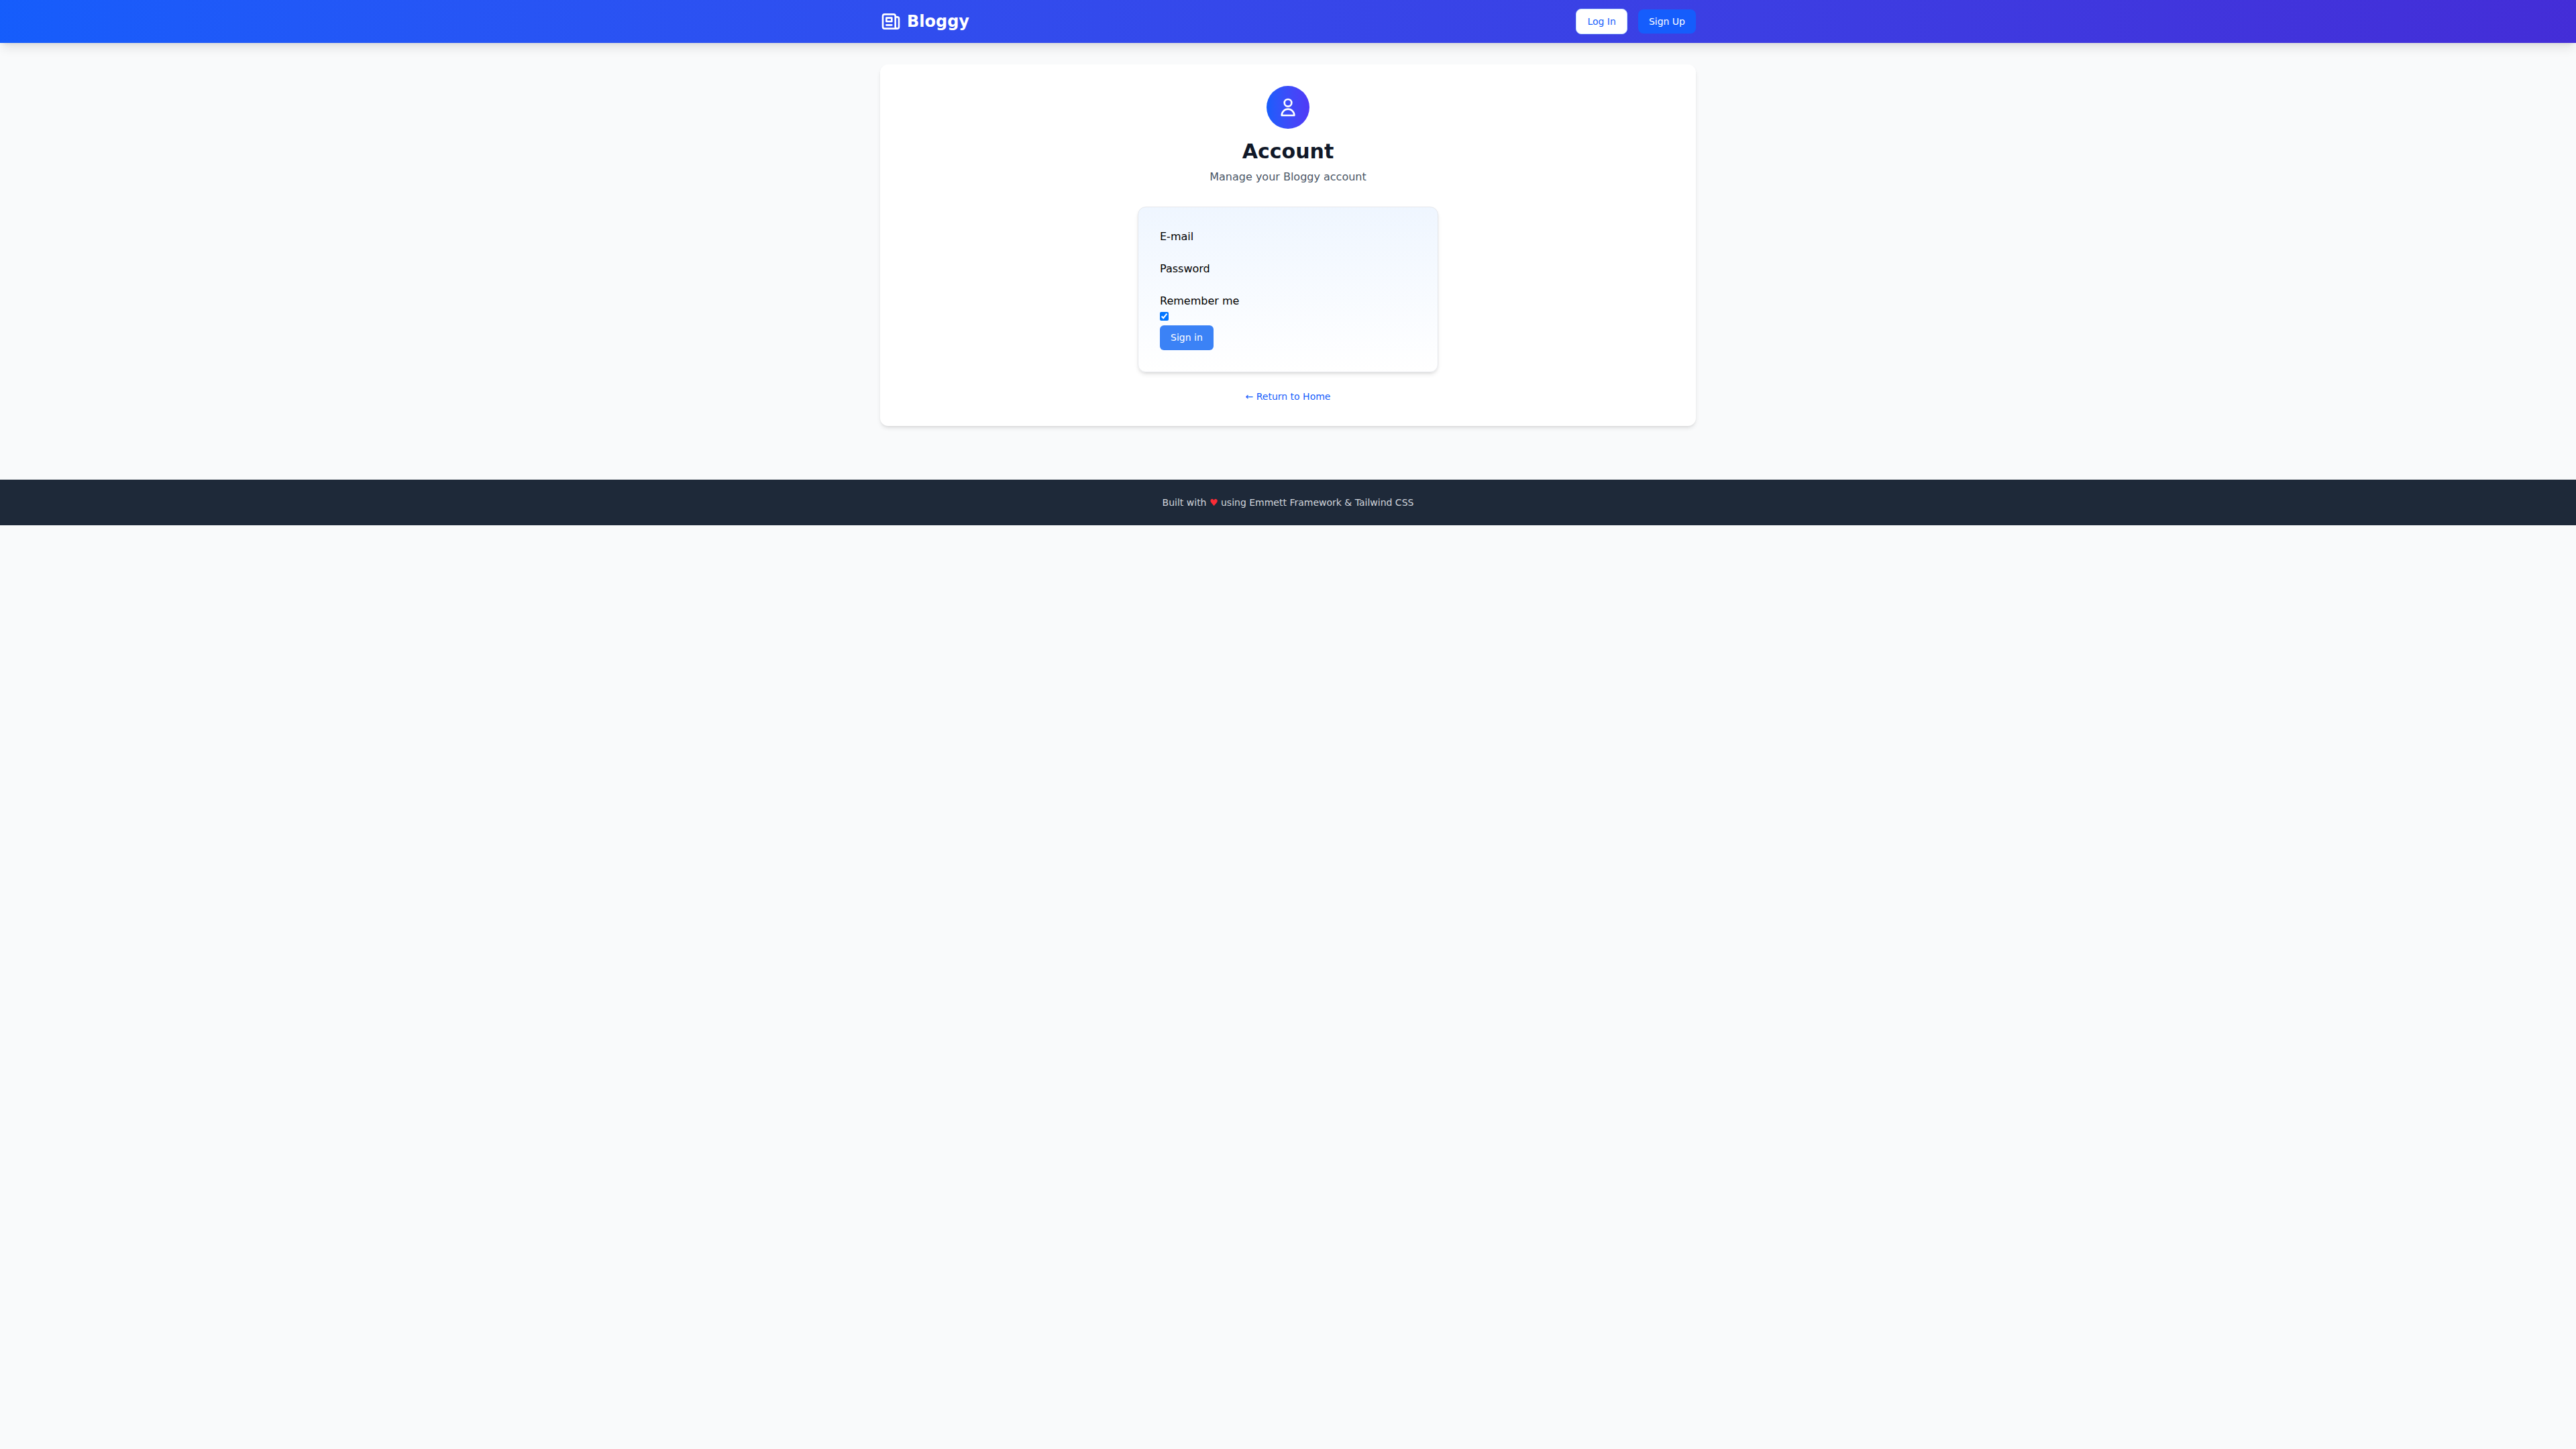 Bloggy
Log In
Sign Up
Account
Manage your Bloggy account
E-mail
Password
Remember me
Sign in
← Return to Home
Built with ♥ using Emmett Framework & Tailwind CSS